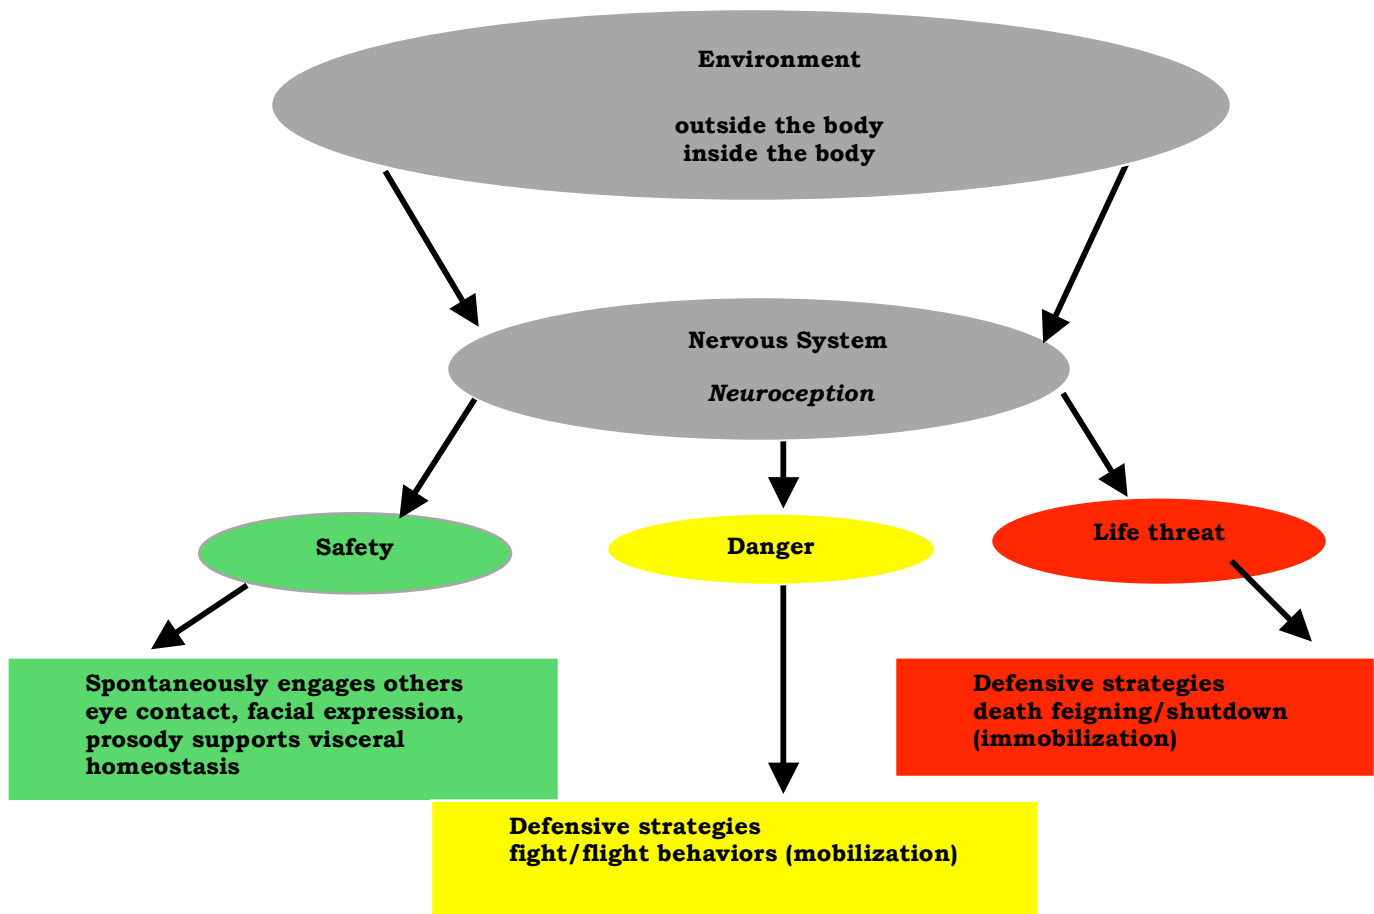 Environment
outside the body
inside the body
Nervous System
Neuroception
Safety
Danger
Life threat
Spontaneously engages others
eye contact, facial expression,
prosody supports visceral
homeostasis
Defensive strategies
fight/flight behaviors (mobilization)
Defensive strategies
death feigning/shutdown
(immobilization)